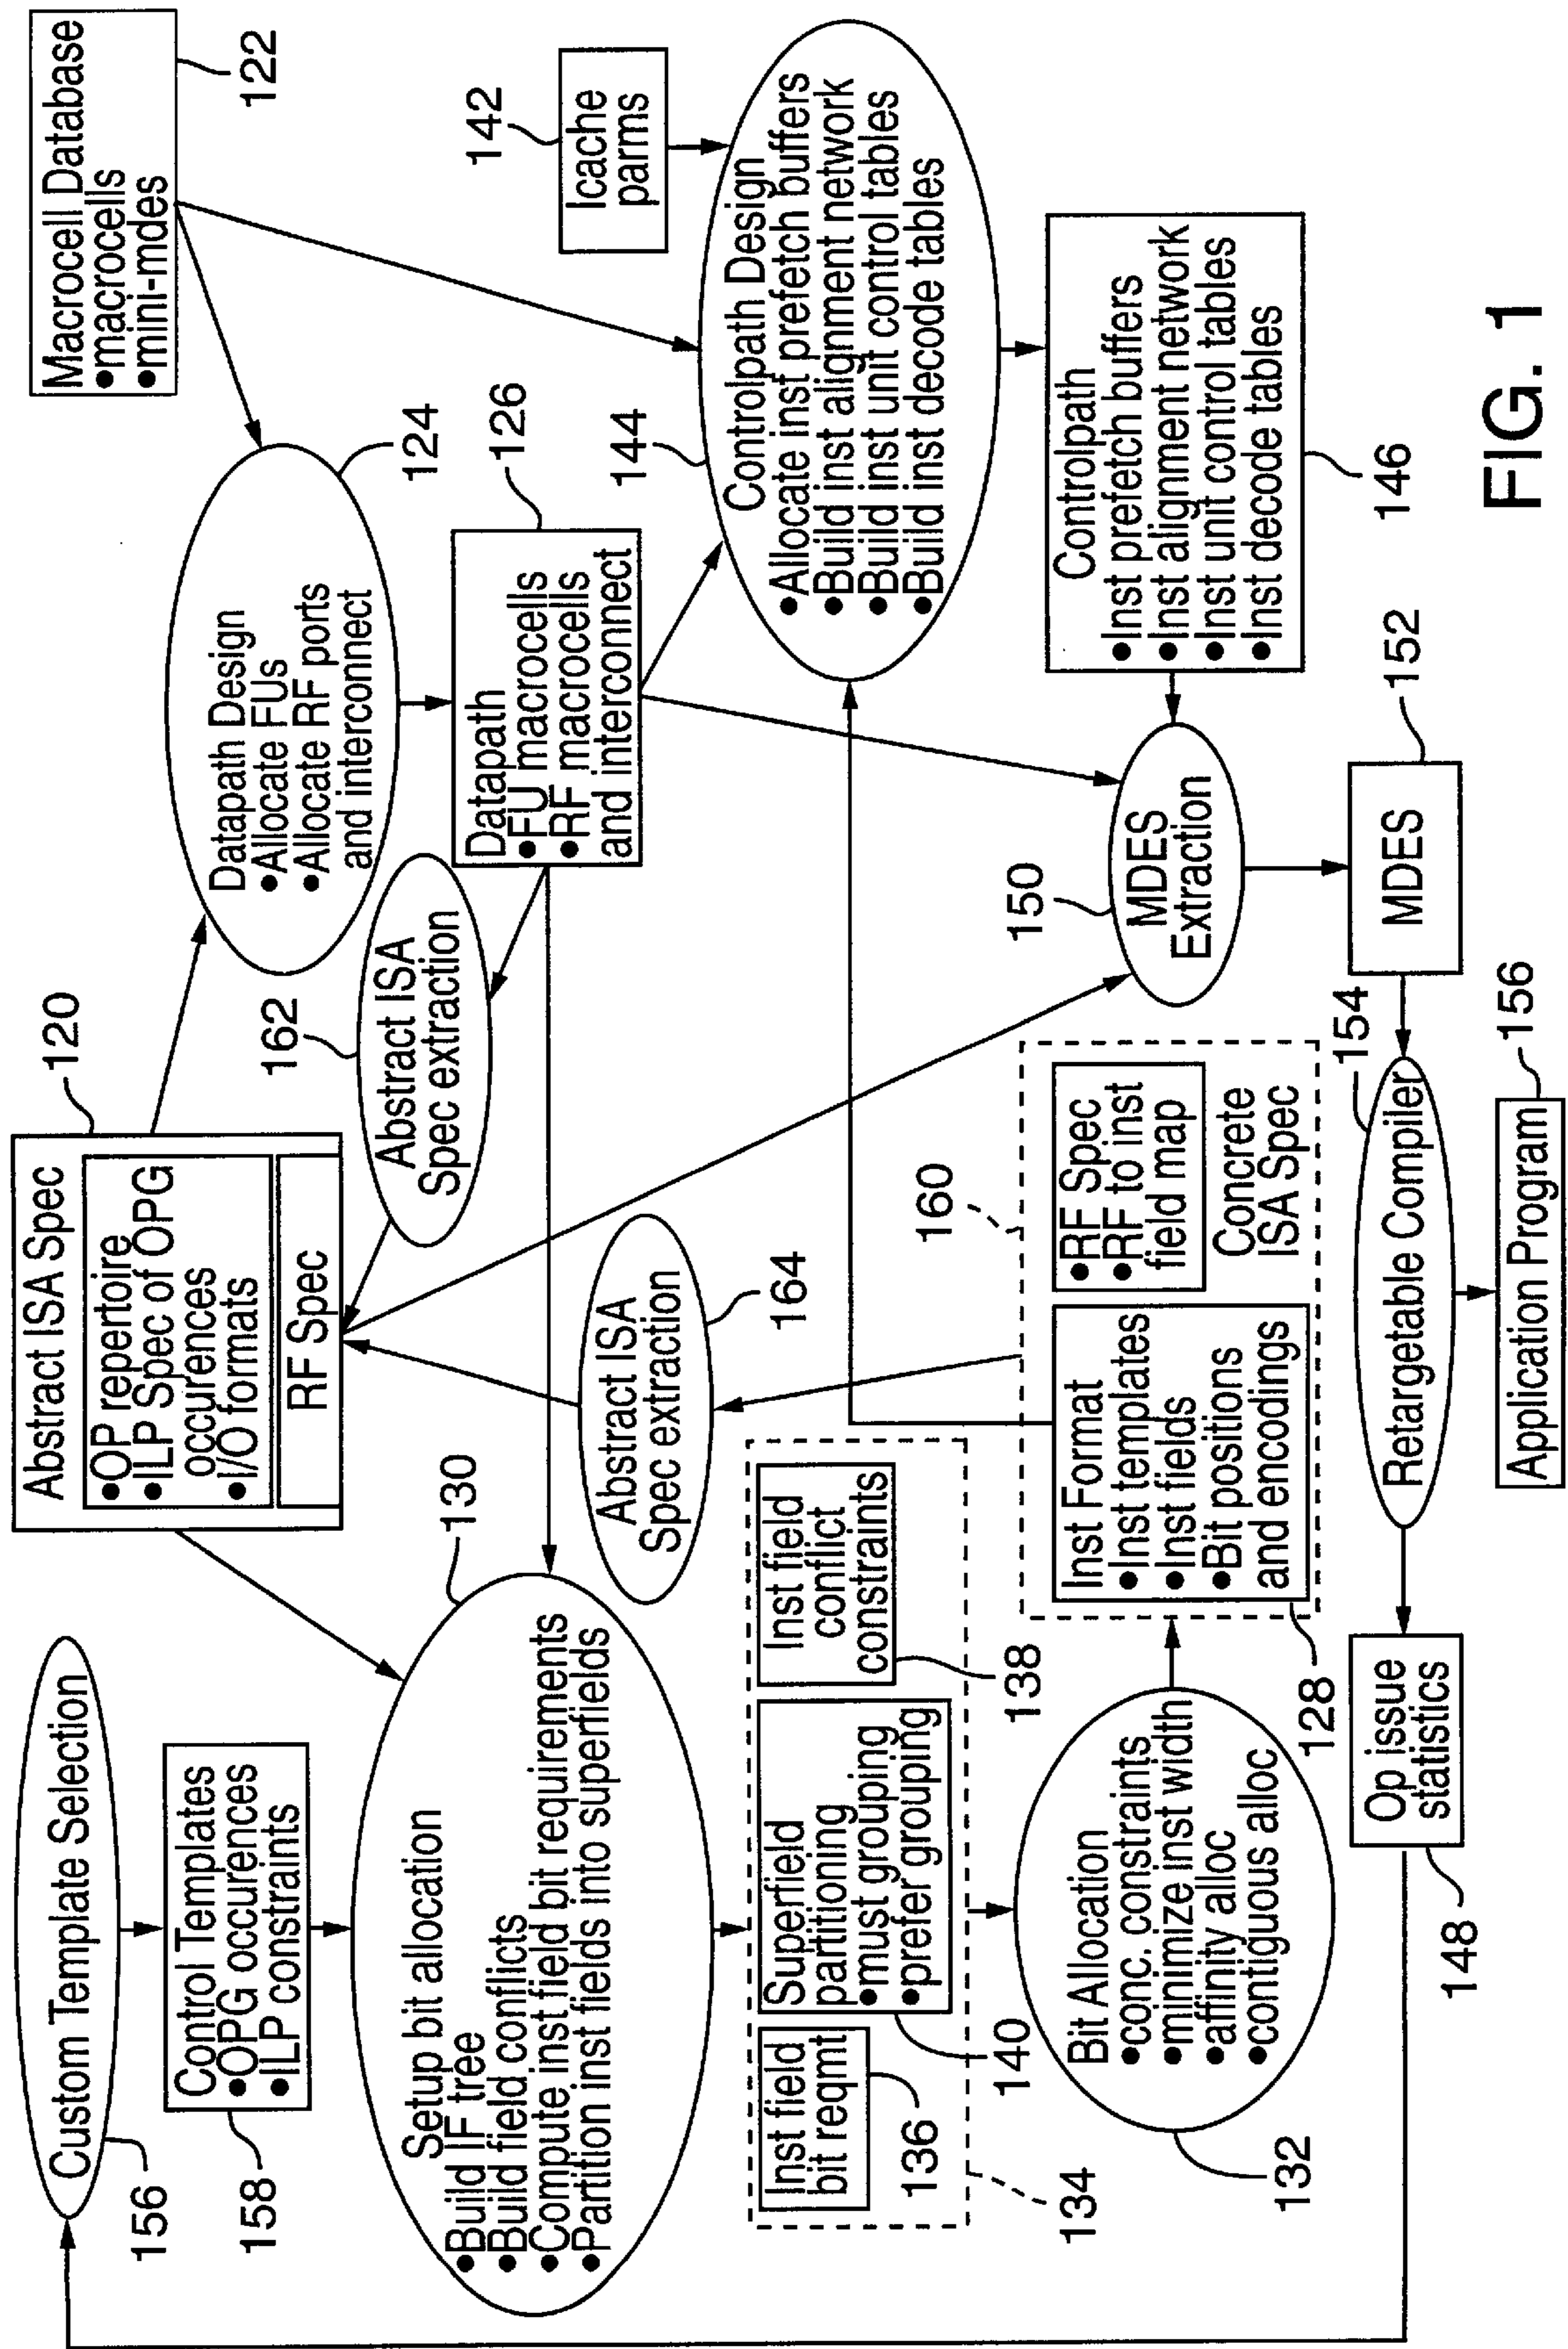 Custom Template Selection
156
Control Templates
•OPG occurences
•ILP constraints
158
Abstract ISA Spec
•OP repertoire
•ILP Spec of OPG
occurences
•I/O formats
RF Spec
120
Macrocell Database
•macrocells
•mini-mdes
122
Datapath Design
•Allocate FUs
•Allocate RF ports
and interconnect
124
Datapath
•FU macrocells
•RF macrocells
and interconnect
126
Abstract ISA
Spec extraction
162
Setup bit allocation
•Build IF tree
•Build field conflicts
•Compute inst field bit requirements
•Partition inst fields into superfields
130
Abstract ISA
Spec extraction
164
Icache
parms
142
Controlpath Design
•Allocate inst prefetch buffers
•Build inst alignment network
•Build inst unit control tables
•Build inst decode tables
144
Inst field
bit reqmt
136
Superfield
partitioning
•must grouping
•prefer grouping
140
Inst field
conflict
constraints
138
134
Bit Allocation
•conc. constraints
•minimize inst width
•affinity alloc
•contiguous alloc
132
Inst Format
•Inst templates
•Inst fields
•Bit positions
and encodings
128
•RF Spec
•RF to inst
field map
Concrete
ISA Spec
160
MDES
Extraction
150
Controlpath
•Inst prefetch buffers
•Inst alignment network
•Inst unit control tables
•Inst decode tables
146
Op issue
statistics
148
Retargetable Compiler
154
MDES
152
Application Program
156
FIG. 1